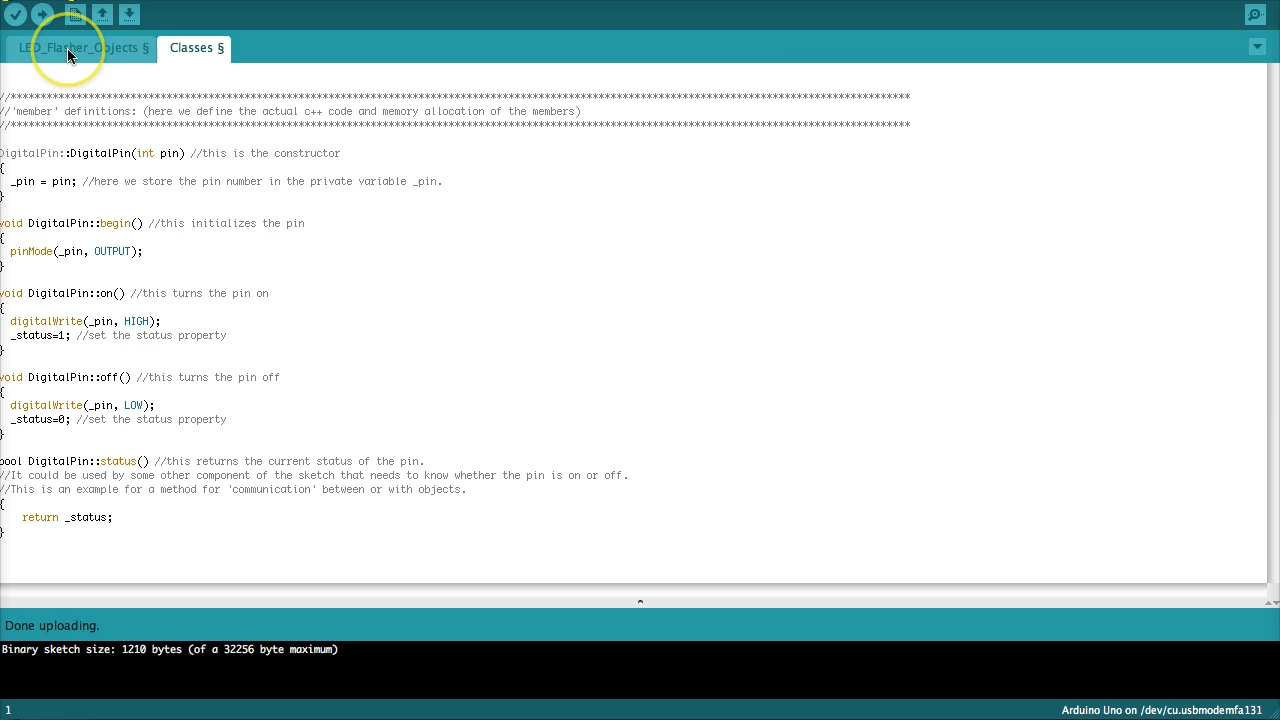 LED_Flasher_Objects §
Classes §
//******************************************************************************************************************************************************
//'member' definitions: (here we define the actual c++ code and memory allocation of the members)
//******************************************************************************************************************************************************
DigitalPin::DigitalPin(int pin) //this is the constructor
{
_pin = pin; //here we store the pin number in the private variable _pin.
}
void DigitalPin::begin() //this initializes the pin
{
pinMode(_pin, OUTPUT);
}
void DigitalPin::on() //this turns the pin on
{
digitalWrite(_pin, HIGH);
_status=1; //set the status property
}
void DigitalPin::off() //this turns the pin off
{
digitalWrite(_pin, LOW);
_status=0; //set the status property
}
bool DigitalPin::status() //this returns the current status of the pin.
//It could be used by some other component of the sketch that needs to know whether the pin is on or off.
//This is an example for a method for 'communication' between or with objects.
{
return _status;
}
Done uploading.
Binary sketch size: 1210 bytes (of a 32256 byte maximum)
1
Arduino Uno on /dev/cu.usbmodemfa131